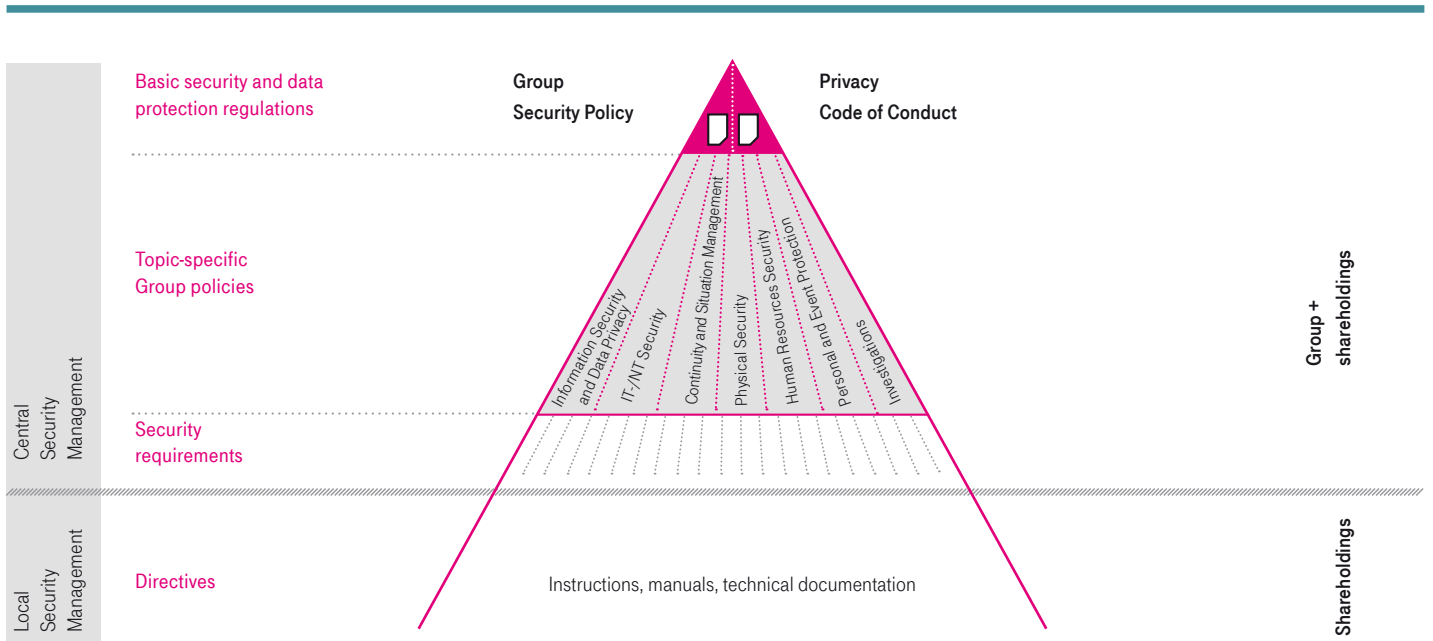 Basic security and data
protection regulations
Group
Security Policy
Privacy
Code of Conduct
Topic-specific
Group policies
Information Security
and Data Privacy
IT-/NT Security
Continuity and Situation Management
Physical Security
Human Resources Security
Personal and Event Protection
Investigations
Group +
shareholdings
Central
Security
Management
Security
requirements
Local
Security
Management
Directives
Instructions, manuals, technical documentation
Shareholdings